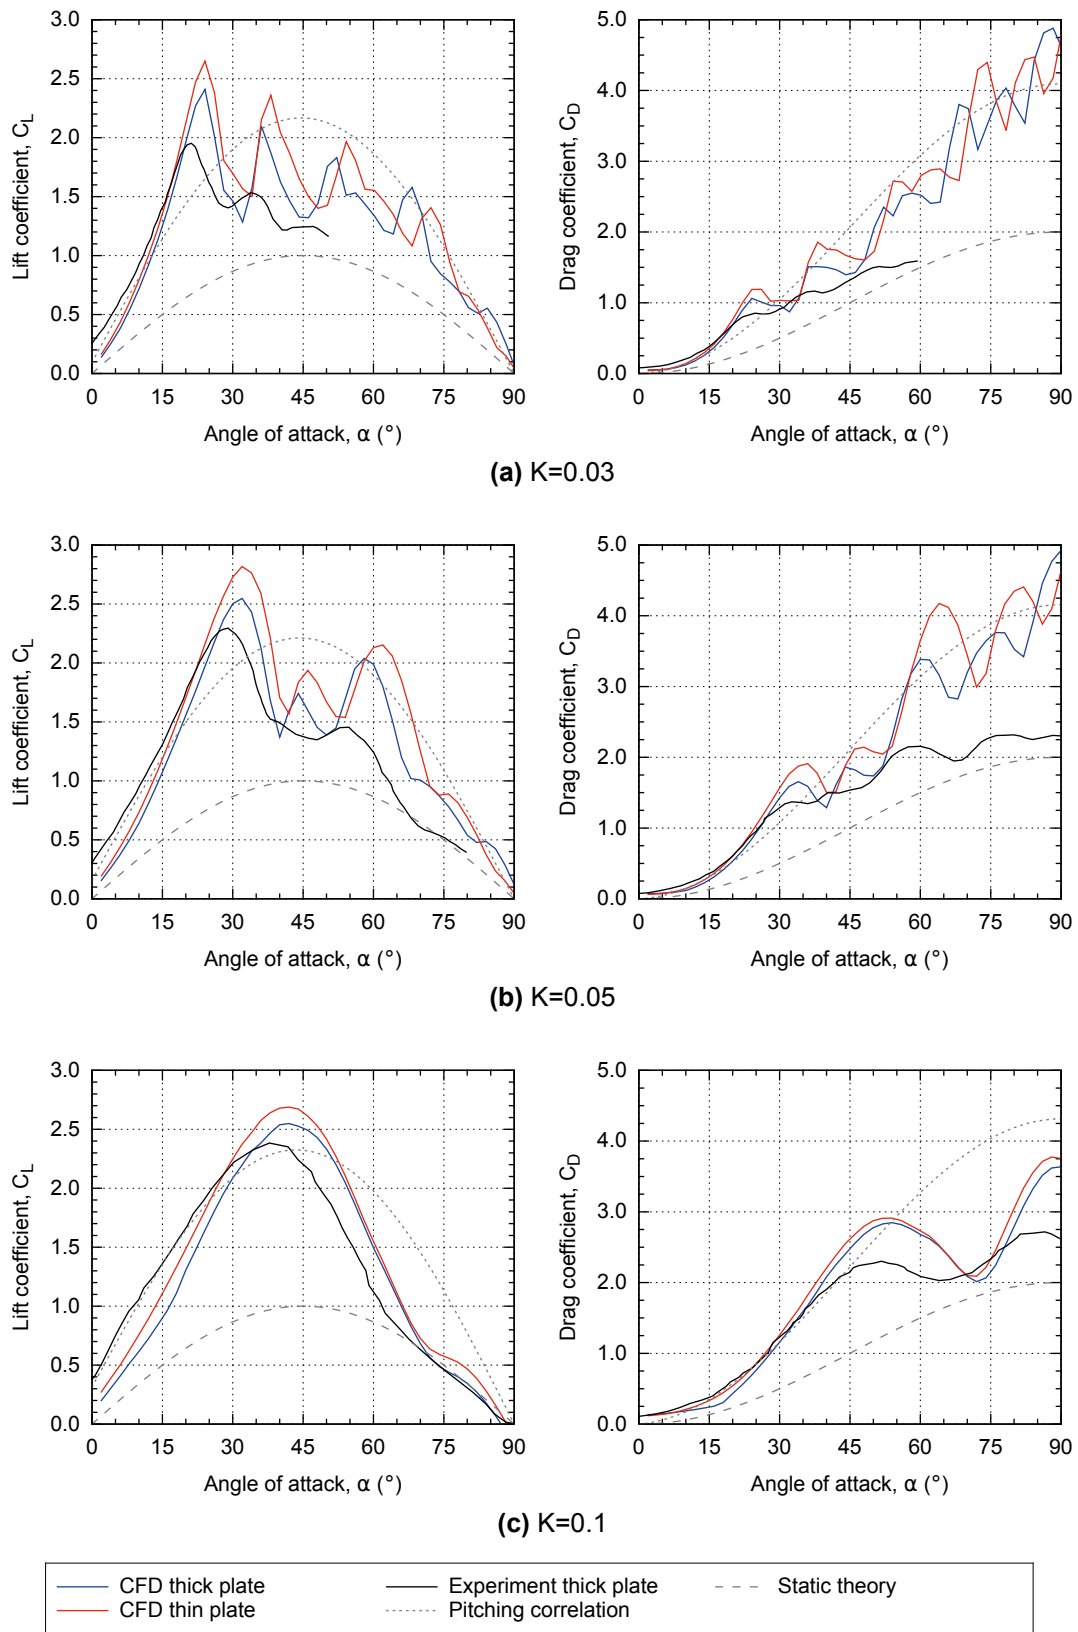 3.0
2.5
2.0
1.5
1.0
0.5
0.0
0 15 30 45 60 75 90
Lift coefficient, C_L
Angle of attack, α (°)
5.0
4.0
3.0
2.0
1.0
0.0
0 15 30 45 60 75 90
Drag coefficient, C_D
Angle of attack, α (°)
(a) K=0.03
3.0
2.5
2.0
1.5
1.0
0.5
0.0
0 15 30 45 60 75 90
Lift coefficient, C_L
Angle of attack, α (°)
5.0
4.0
3.0
2.0
1.0
0.0
0 15 30 45 60 75 90
Drag coefficient, C_D
Angle of attack, α (°)
(b) K=0.05
3.0
2.5
2.0
1.5
1.0
0.5
0.0
0 15 30 45 60 75 90
Lift coefficient, C_L
Angle of attack, α (°)
5.0
4.0
3.0
2.0
1.0
0.0
0 15 30 45 60 75 90
Drag coefficient, C_D
Angle of attack, α (°)
(c) K=0.1
CFD thick plate Experiment thick plate Static theory
CFD thin plate Pitching correlation